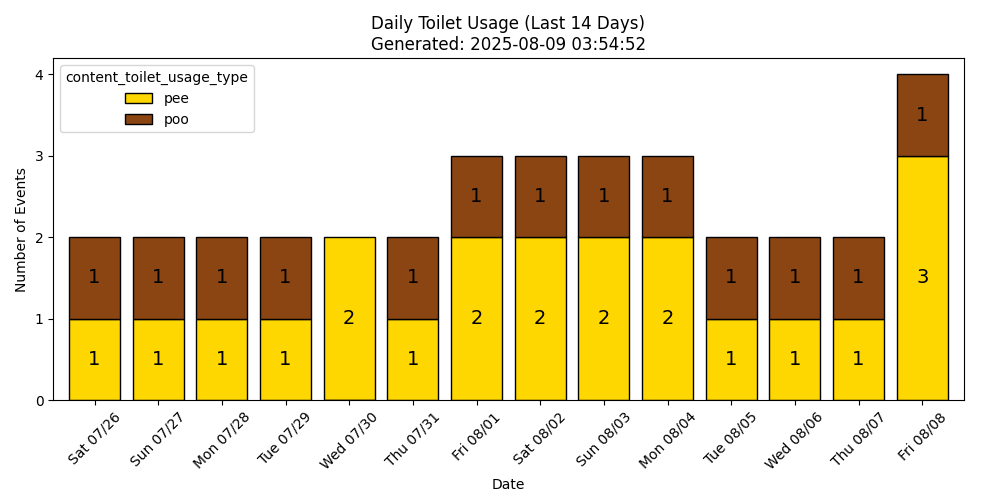 Daily Toilet Usage (Last 14 Days)
Generated: 2025-08-09 03:54:52
content_toilet_usage_type
pee
poo
Number of Events
4
3
2
1
0
1 1 1 1 1 1 1 1 1 1 1 1 1
1 1 1 1 2 1 2 2 2 2 1 1 1 3
Sat 07/26
Sun 07/27
Mon 07/28
Tue 07/29
Wed 07/30
Thu 07/31
Fri 08/01
Sat 08/02
Sun 08/03
Mon 08/04
Tue 08/05
Wed 08/06
Thu 08/07
Fri 08/08
Date